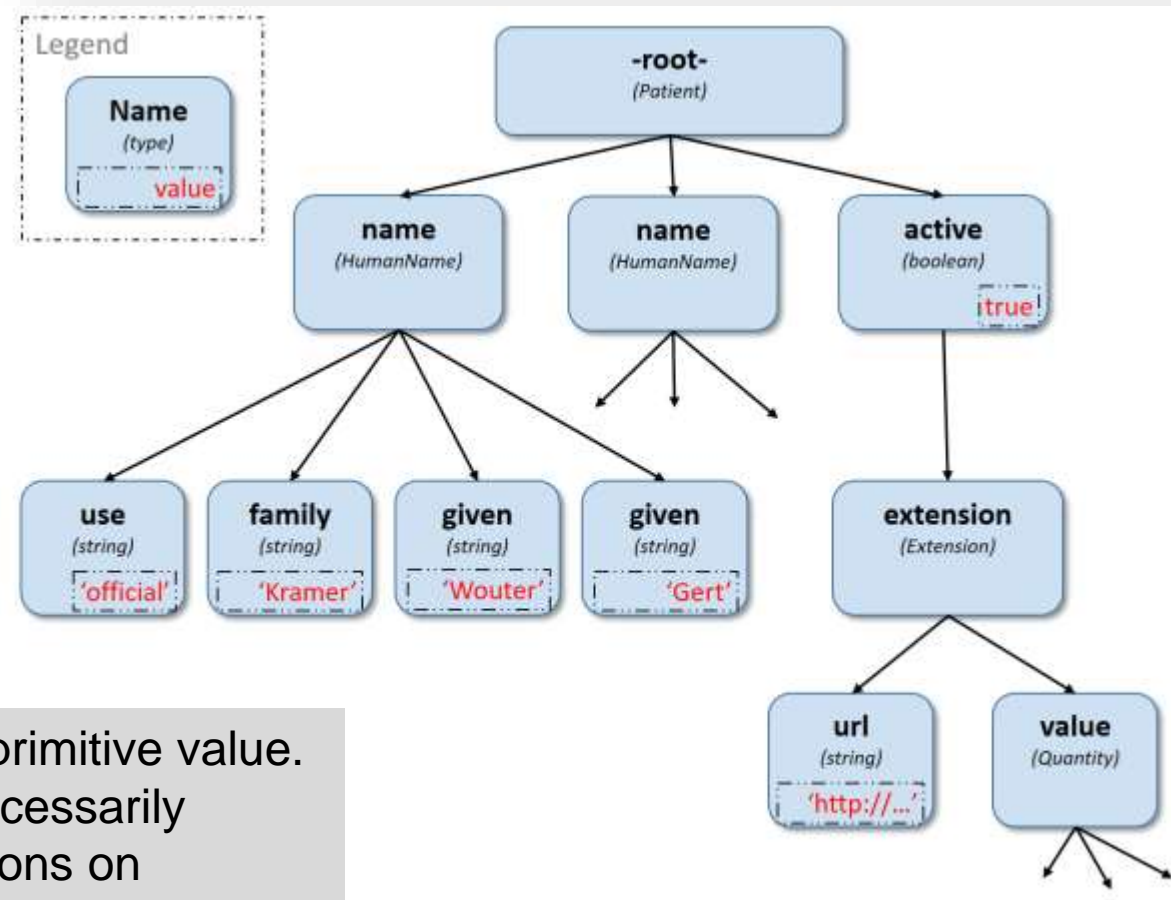 Legend
Name
(type)
value
-root-
(Patient)
name
(HumanName)
name
(HumanName)
active
(boolean)
true
use
(string)
'official'
family
(string)
'Kramer'
given
(string)
'Wouter'
given
(string)
'Gert'
extension
(Extension)
url
(string)
'http://...'
value
(Quantity)
primitive value.
cessarily
ons on